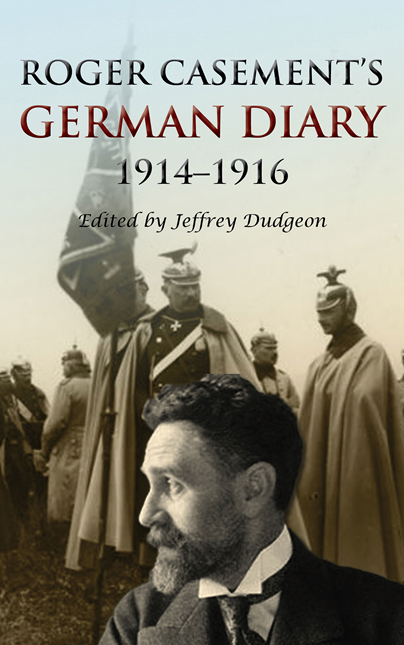 ROGER CASEMENT'S
GERMAN DIARY
1914–1916
Edited by Jeffrey Dudgeon